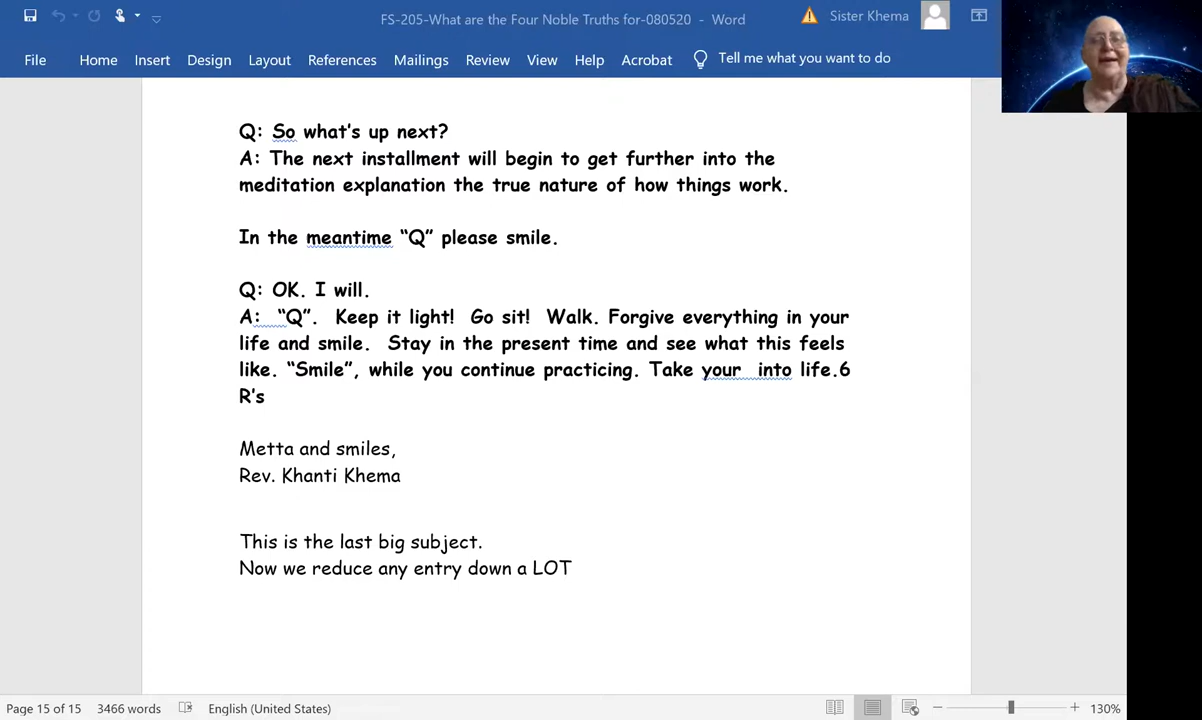 FS-205-What are the Four Noble Truths for-080520 - Word
Sister Khema
File Home Insert Design Layout References Mailings Review View Help Acrobat Tell me what you want to do
Q: So what's up next?
A: The next installment will begin to get further into the
meditation explanation the true nature of how things work.
In the meantime “Q” please smile.
Q: OK. I will.
A: “Q”. Keep it light! Go sit! Walk. Forgive everything in your
life and smile. Stay in the present time and see what this feels
like. “Smile”, while you continue practicing. Take your into life.6
R's
Metta and smiles,
Rev. Khanti Khema
This is the last big subject.
Now we reduce any entry down a LOT
Page 15 of 15 3466 words English (United States) 130%